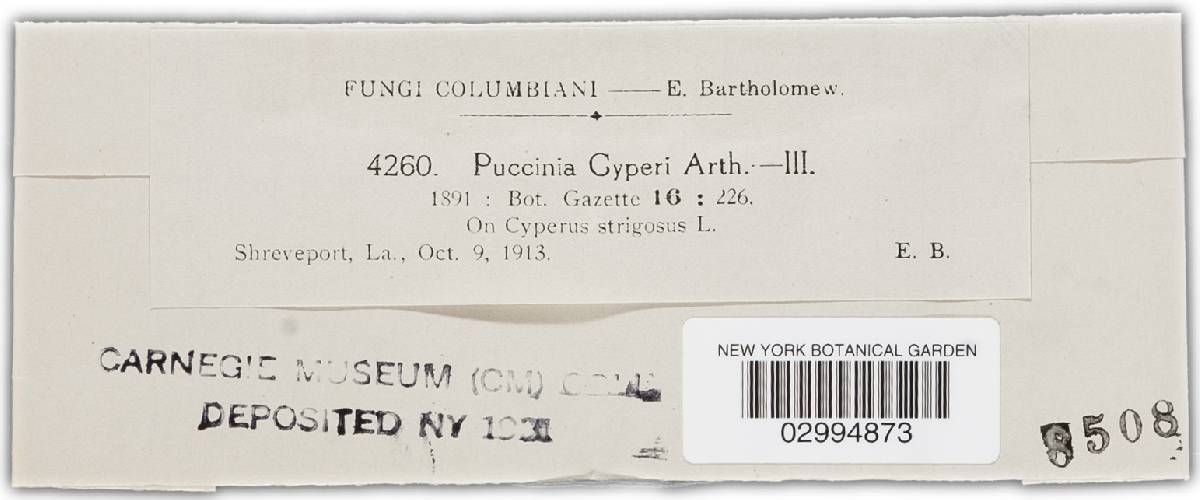 FUNGI COLUMBIANI —— E. Bartholomew.
4260. Puccinia Cyperi Arth.—III.
1891 : Bot. Gazette 16 : 226.
On Cyperus strigosus L.
Shreveport, La., Oct. 9, 1913. E. B.
CARNEGIE MUSEUM (CM)
DEPOSITED NY
NEW YORK BOTANICAL GARDEN
02994873
8508